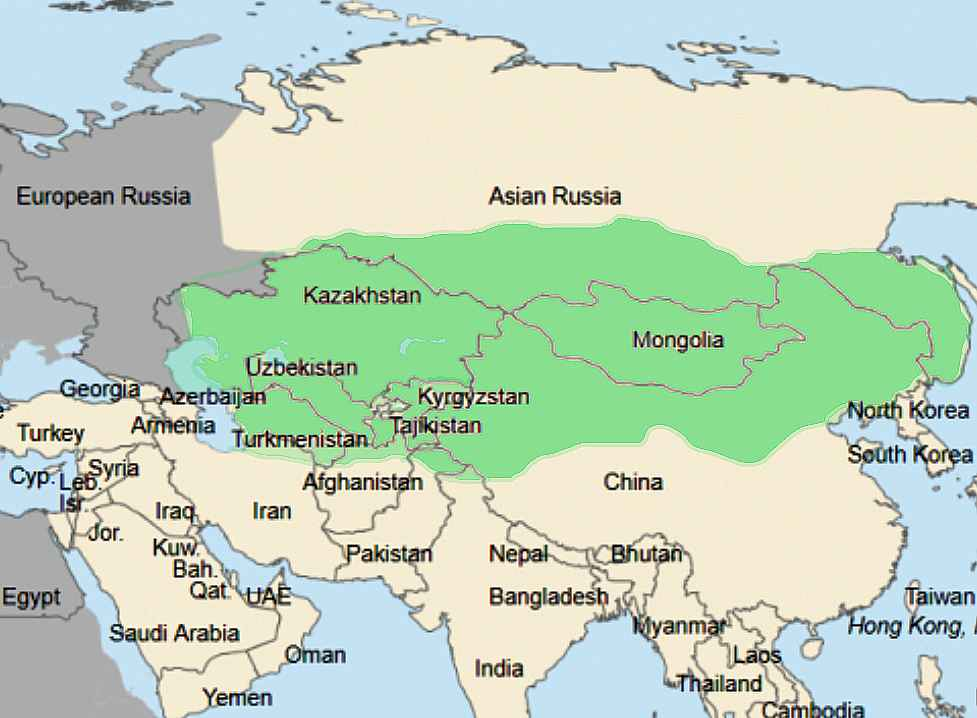 European Russia
Asian Russia
Kazakhstan
Mongolia
Uzbekistan
Georgia
Azerbaijan
Kyrgyzstan
North Korea
Turkey
Armenia
Turkmenistan
Tajikistan
South Korea
Cyp.
Syria
Leb.
Isr.
Afghanistan
China
Iraq
Iran
Jor.
Kuw.
Pakistan
Nepal
Bhutan
Bah.
Qat.
UAE
Egypt
Bangladesh
Taiwan
Saudi Arabia
Myanmar
Hong Kong,
Oman
India
Laos
Thailand
Yemen
Cambodia